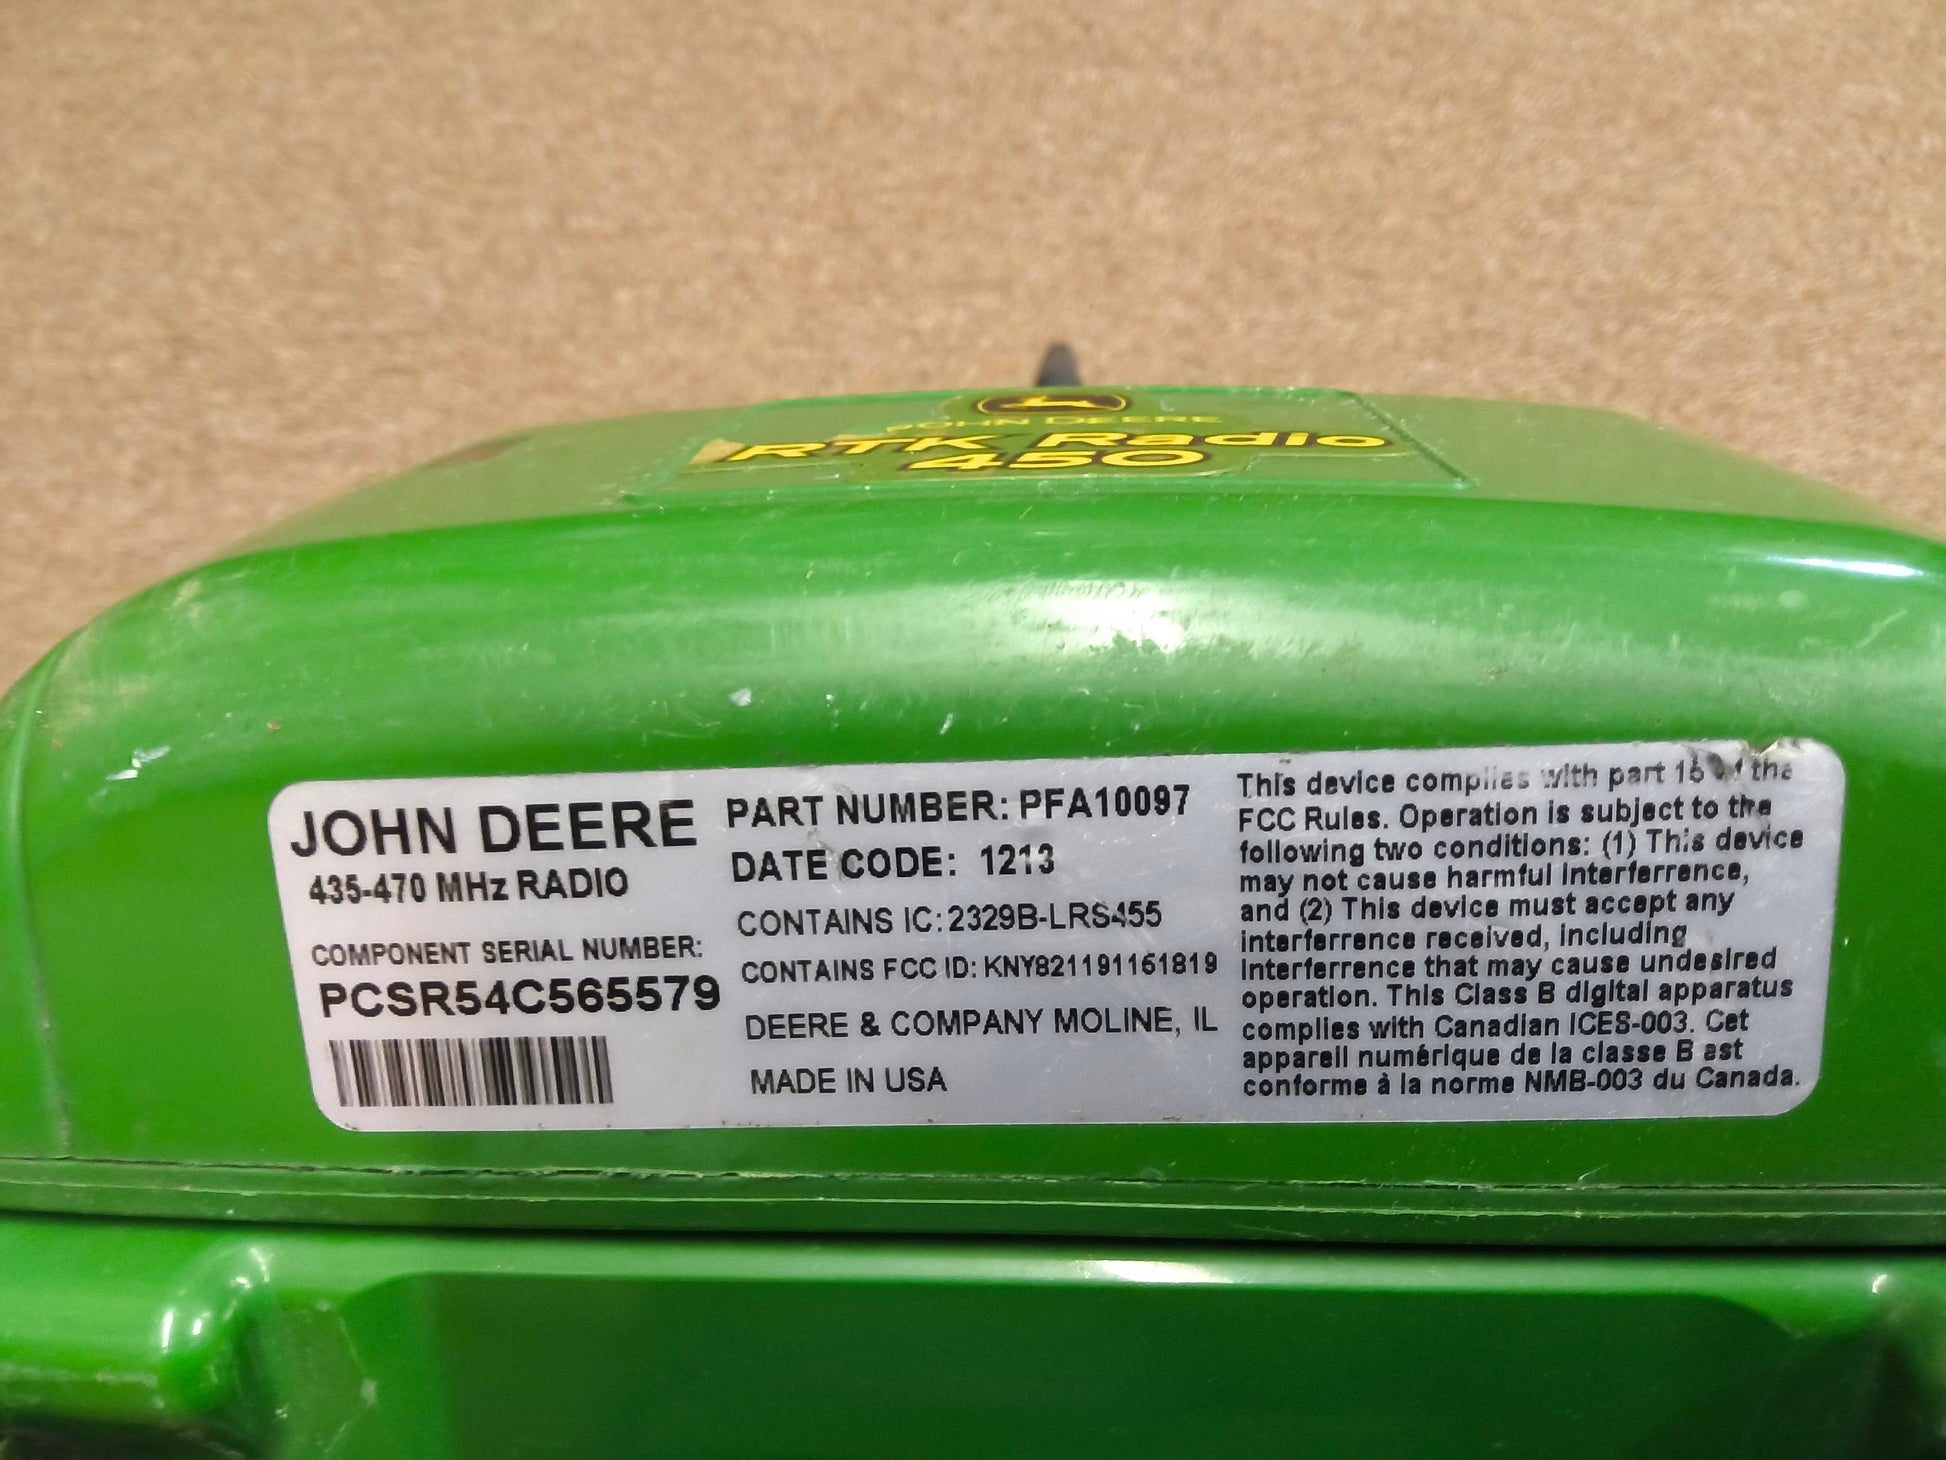 JOHN DEERE
RTK Radio
450
JOHN DEERE
435-470 MHz RADIO
COMPONENT SERIAL NUMBER:
PCSR54C565579
PART NUMBER: PFA10097
DATE CODE: 1213
CONTAINS IC: 2329B-LRS455
CONTAINS FCC ID: KNY821191161819
DEERE & COMPANY MOLINE, IL
MADE IN USA
This device complies with part 15 of the
FCC Rules. Operation is subject to the
following two conditions: (1) This device
may not cause harmful interferrence,
and (2) This device must accept any
interferrence received, including
interferrence that may cause undesired
operation. This Class B digital apparatus
complies with Canadian ICES-003. Cet
appareil numérique de la classe B est
conforme à la norme NMB-003 du Canada.